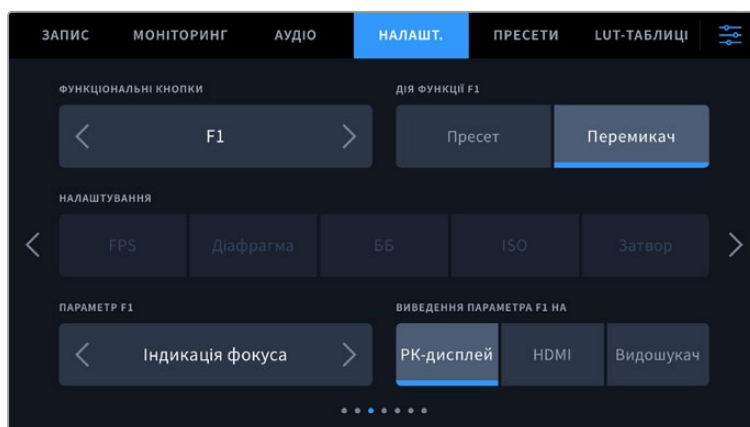 ЗАПИС МОНІТОРИНГ АУДІО НАЛАШТ. ПРЕСЕТИ LUT-ТАБЛИЦІ
ФУНКЦІОНАЛЬНІ КНОПКИ ДІЯ ФУНКЦІЇ F1
F1 Пресет Перемикач
НАЛАШТУВАННЯ
FPS Діафрагма ББ ISO Затвор
ПАРАМЕТР F1 ВИВЕДЕННЯ ПАРАМЕТРА F1 НА
Індикація фокуса РК-дисплей HDMI Видошукач